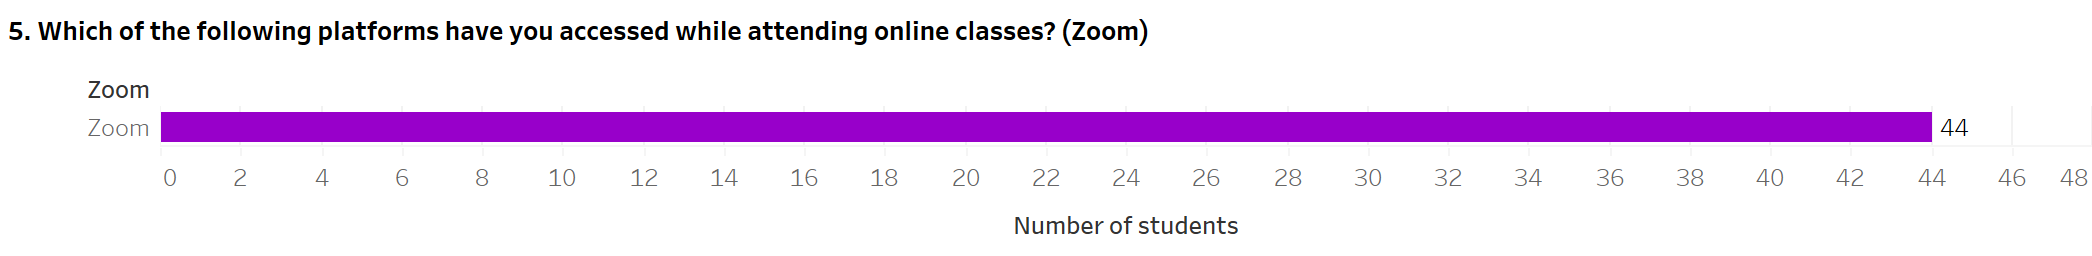 5. Which of the following platforms have you accessed while attending online classes? (Zoom)
Zoom
Zoom 44
0 2 4 6 8 10 12 14 16 18 20 22 24 26 28 30 32 34 36 38 40 42 44 46 48
Number of students